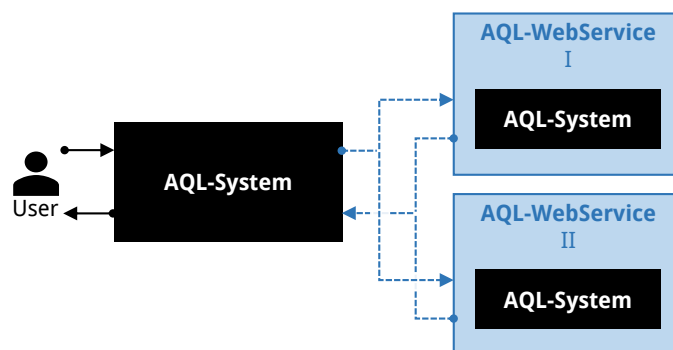 User
AQL-System
AQL-WebService
I
AQL-System
AQL-WebService
II
AQL-System